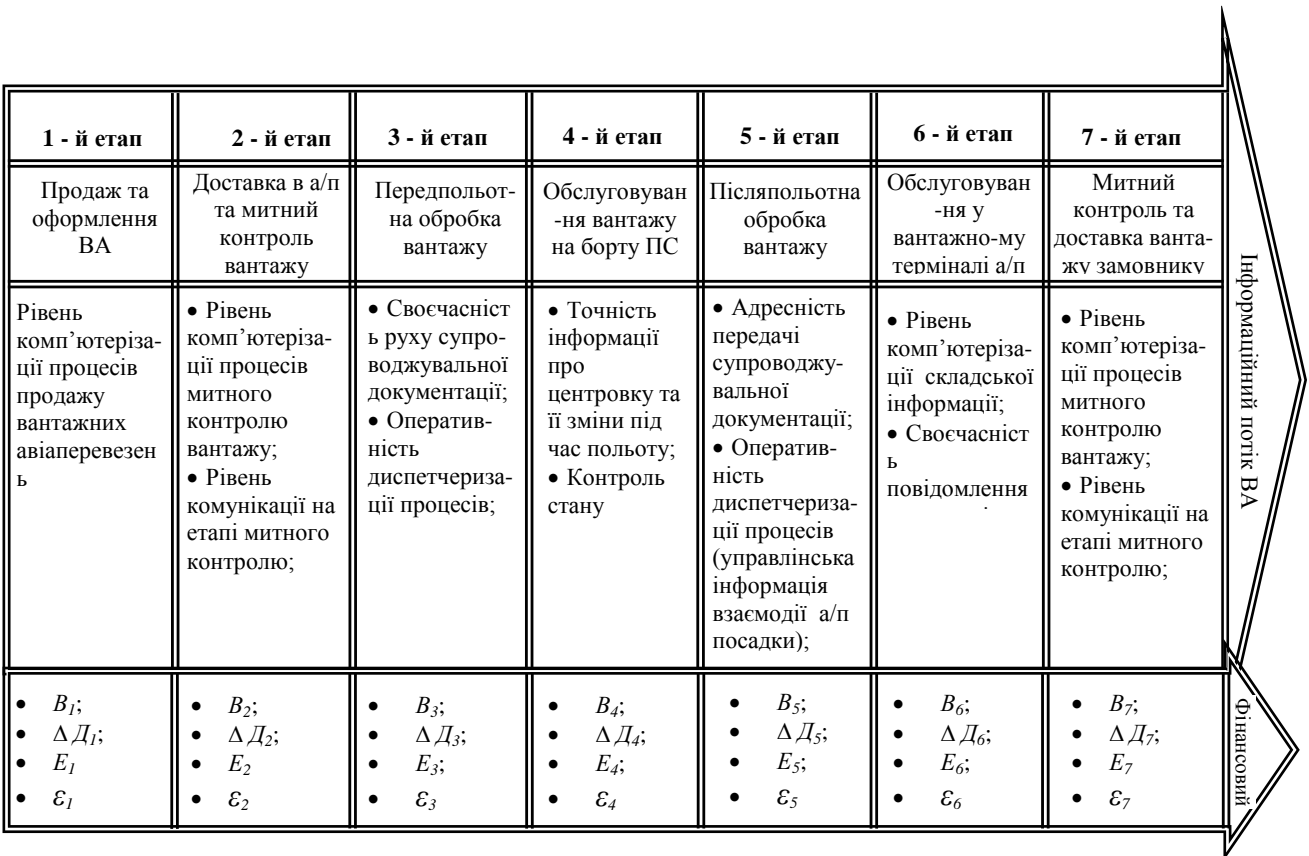 1 - й етап
2 - й етап
3 - й етап
4 - й етап
5 - й етап
6 - й етап
7 - й етап
Продаж та
оформлення
ВА
Доставка в а/п
та митний
контроль
вантажу
Передпольот-
на обробка
вантажу
Обслуговуван
-ня вантажу
на борту ПС
Післяпольотна
обробка
вантажу
Обслуговуван
-ня у
вантажно-му
терміналі а/п
Митний
контроль та
доставка ванта-
жу замовнику
Рівень
комп’ютеріза-
ції процесів
продажу
вантажних
авіаперевезен
ь
• Рівень
комп’ютеріза-
ції процесів
митного
контролю
вантажу;
• Рівень
комунікації на
етапі митного
контролю;
• Своєчасніст
ь руху супро-
воджувальної
документації;
• Оператив-
ність
диспетчериза-
ції процесів;
• Точність
інформації
про
центровку та
її зміни під
час польоту;
• Контроль
стану
• Адресність
передачі
супроводжу-
вальної
документації;
• Оператив-
ність
диспетчериза-
ції процесів
(управлінська
інформація
взаємодії а/п
посадки);
• Рівень
комп’ютеріза-
ції складської
інформації;
• Своєчасніст
ь
повідомлення
• Рівень
комп’ютеріза-
ції процесів
митного
контролю
вантажу;
• Рівень
комунікації на
етапі митного
контролю;
Інформаційний потік ВА
• B1;
• Δ Д1;
• E1
• ε1
• B2;
• Δ Д2;
• E2
• ε2
• B3;
• Δ Д3;
• E3;
• ε3
• B4;
• Δ Д4;
• E4;
• ε4
• B5;
• Δ Д5;
• E5;
• ε5
• B6;
• Δ Д6;
• E6;
• ε6
• B7;
• Δ Д7;
• E7
• ε7
Фінансовий